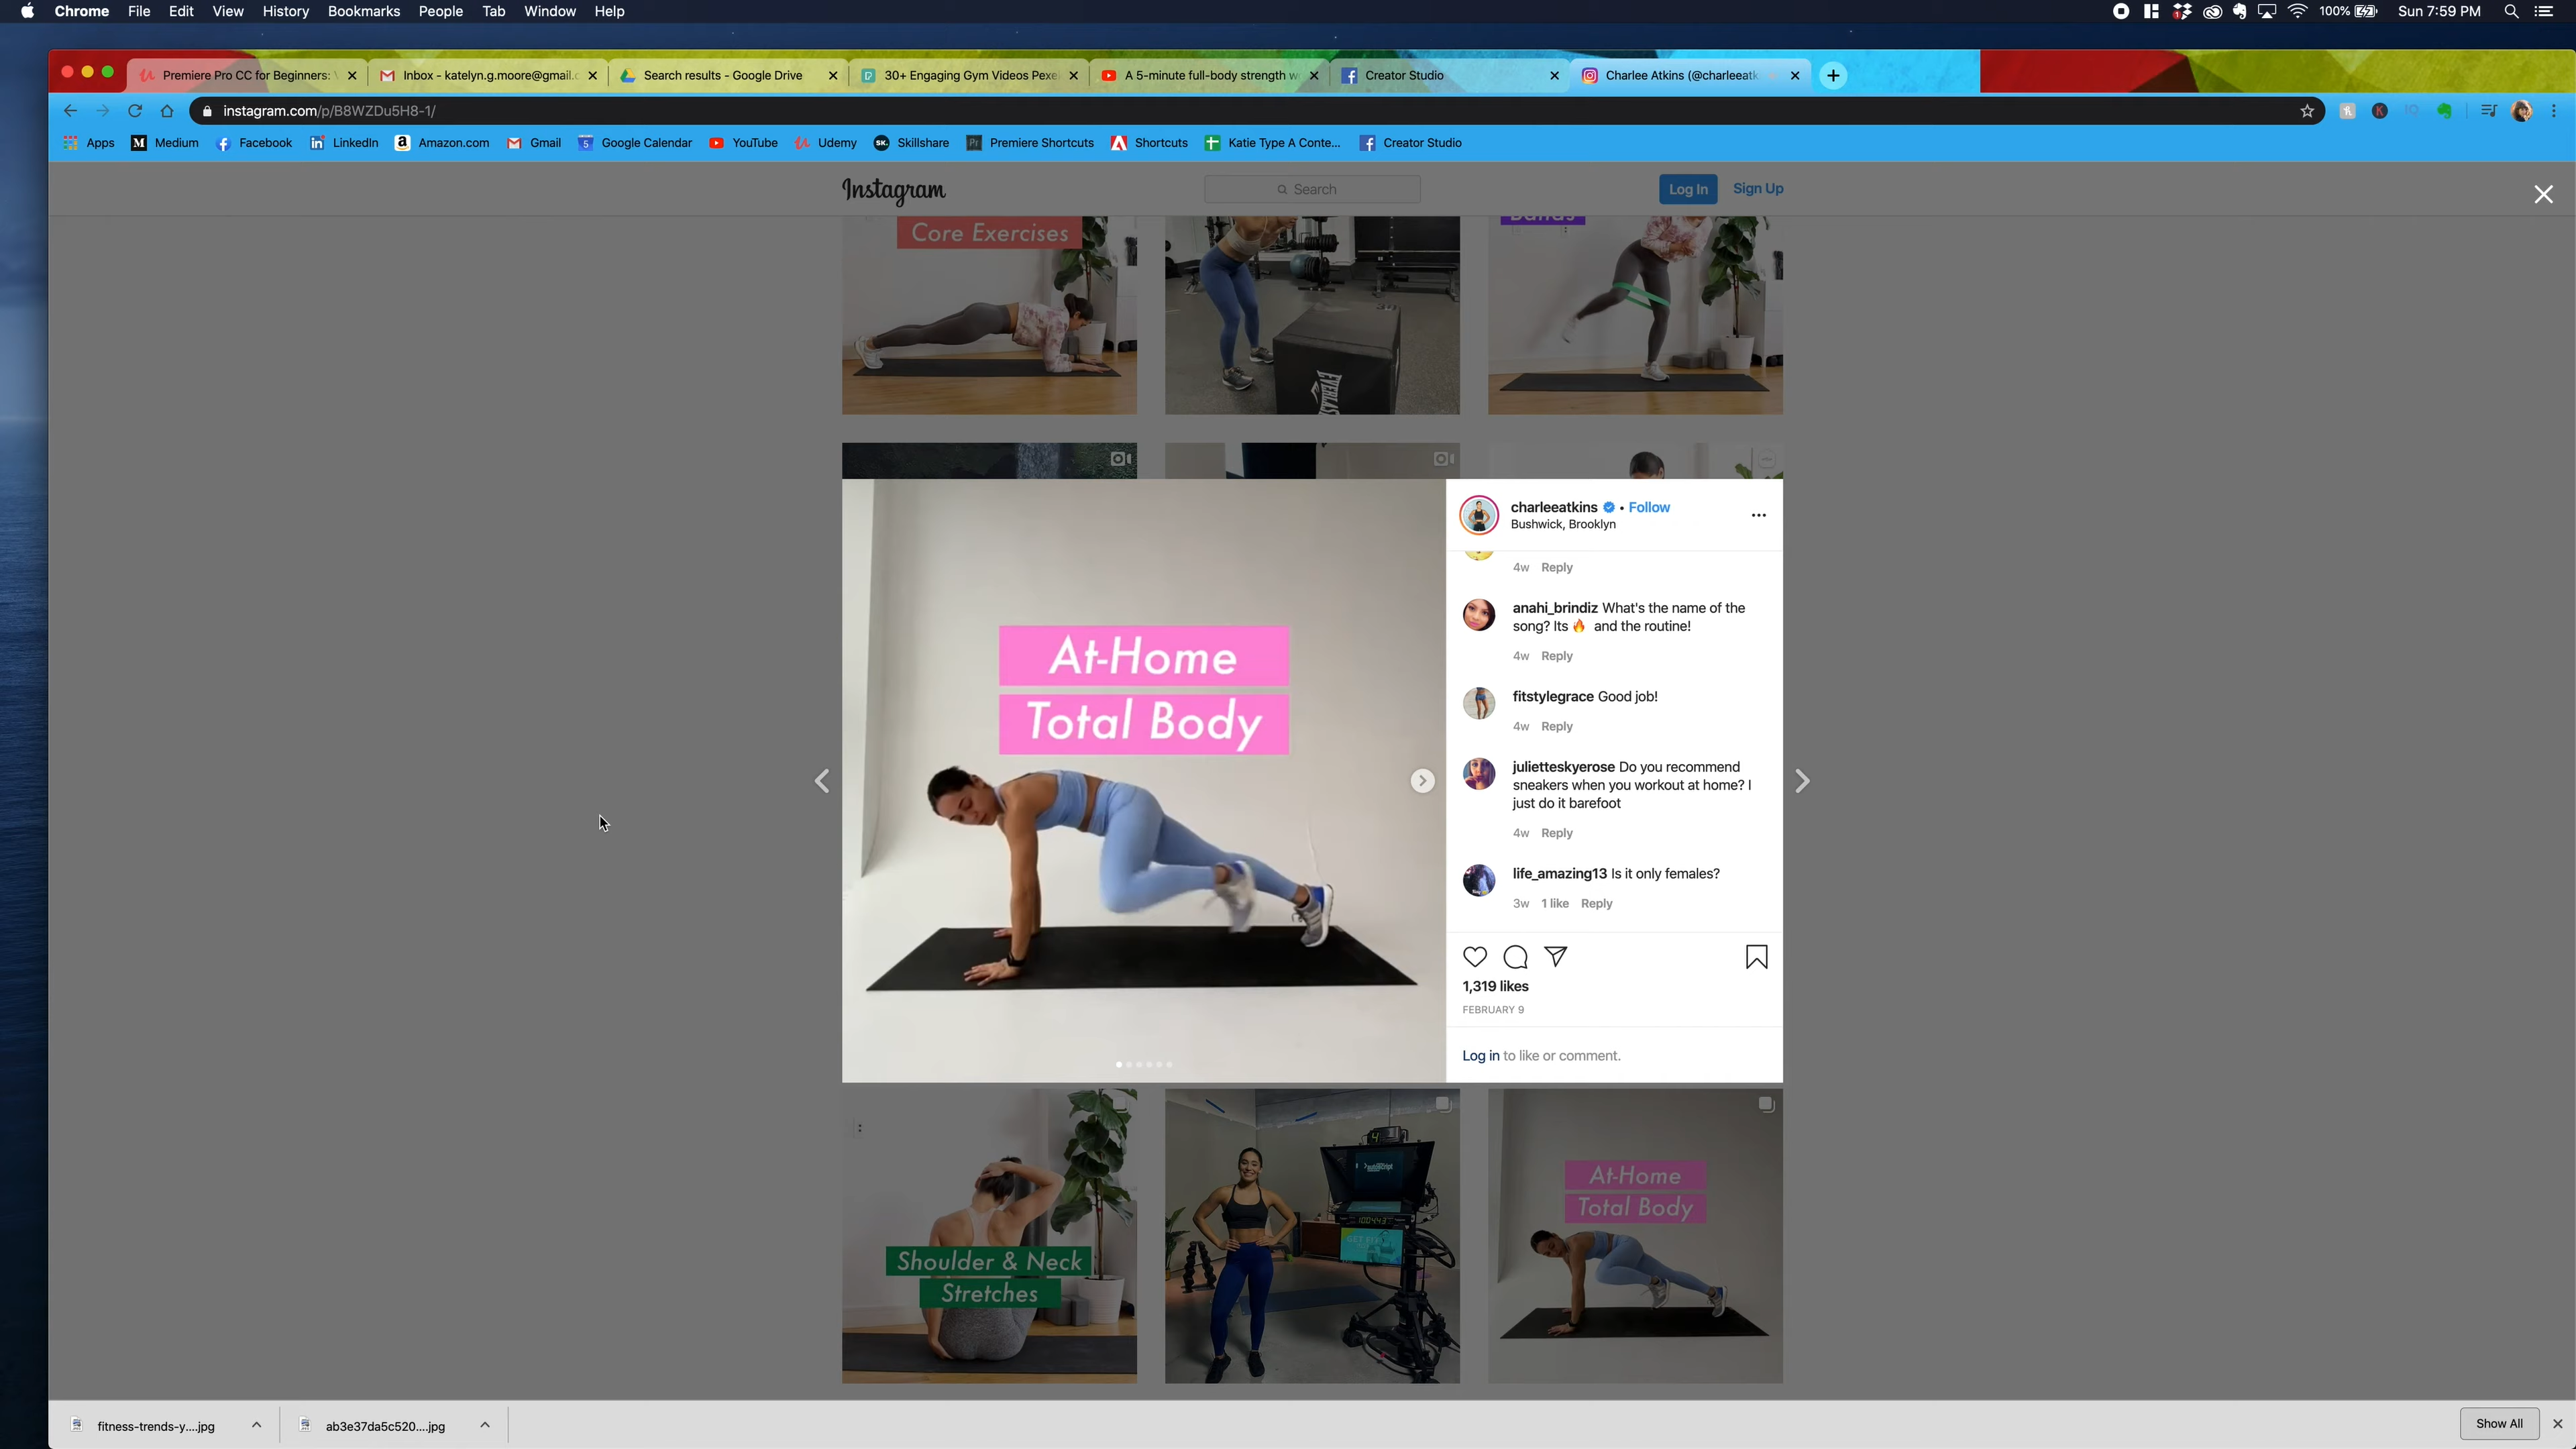 Chrome File Edit View History Bookmarks People Tab Window Help
100% Sun 7:59 PM
Premiere Pro CC for Beginners:
Inbox - katelyn.g.moore@gmail.c
Search results - Google Drive
30+ Engaging Gym Videos Pexe
A 5-minute full-body strength w
Creator Studio
Charlee Atkins (@charleeatk
instagram.com/p/B8WZDu5H8-1/
Apps Medium Facebook LinkedIn Amazon.com Gmail Google Calendar YouTube Udemy Skillshare Premiere Shortcuts Shortcuts Katie Type A Conte... Creator Studio
Instagram
Search
Log In Sign Up
Core Exercises
Bands
EVERLAST
At-Home
Total Body
charleeatkins • Follow
Bushwick, Brooklyn
4w Reply
anahi_brindiz What's the name of the
song? Its 🔥 and the routine!
4w Reply
fitstylegrace Good job!
4w Reply
julietteskyerose Do you recommend
sneakers when you workout at home? I
just do it barefoot
4w Reply
life_amazing13 Is it only females?
3w 1 like Reply
1,319 likes
FEBRUARY 9
Log in to like or comment.
Shoulder & Neck
Stretches
At-Home
Total Body
fitness-trends-y....jpg
ab3e37da5c520....jpg
Show All